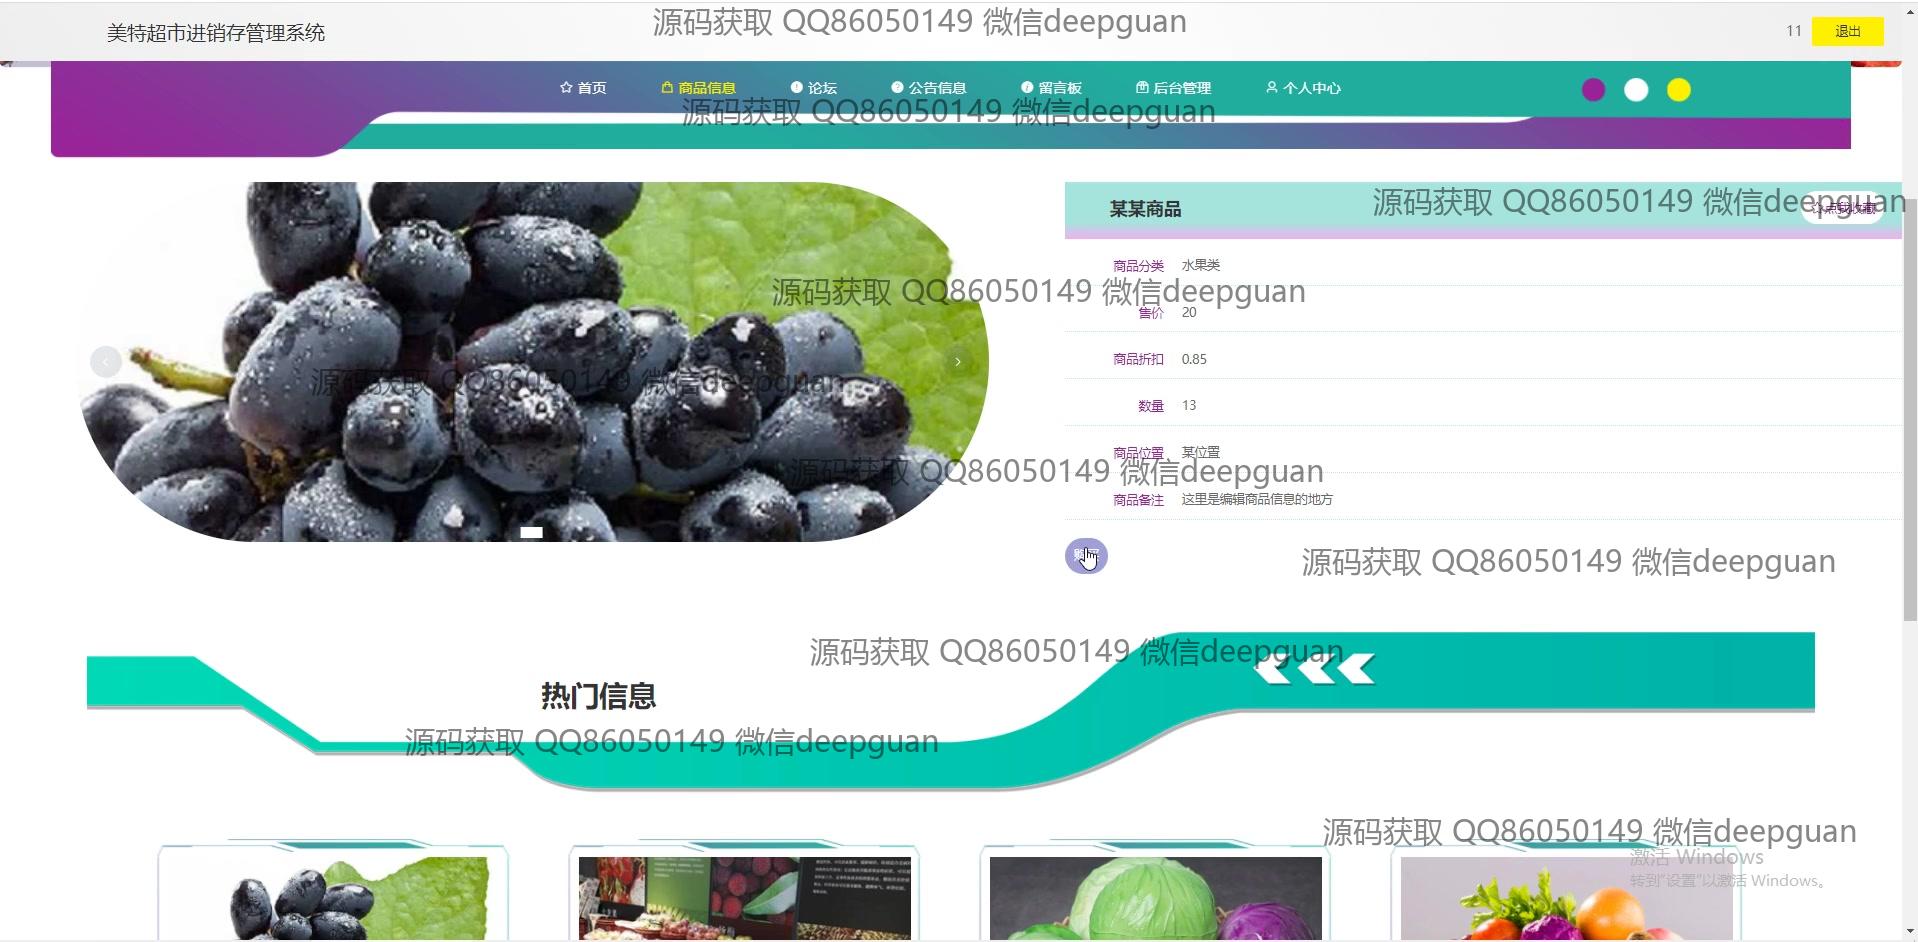 源码获取 QQ86050149 微信deepguan
美特超市进销存管理系统
11
退出
首页
商品信息
论坛
公告信息
留言板
后台管理
个人中心
源码获取 QQ86050149 微信deepguan
某某商品
源码获取 QQ86050149 微信deepguan
点我收藏
商品分类 水果类
源码获取 QQ86050149 微信deepguan
售价 20
商品折扣 0.85
源码获取 QQ86050149 微信deepguan
数量 13
商品位置 某位置
源码获取 QQ86050149 微信deepguan
商品备注 这里是编辑商品信息的地方
源码获取 QQ86050149 微信deepguan
源码获取 QQ86050149 微信deepguan
热门信息
源码获取 QQ86050149 微信deepguan
源码获取 QQ86050149 微信deepguan
激活 Windows
转到"设置"以激活 Windows。